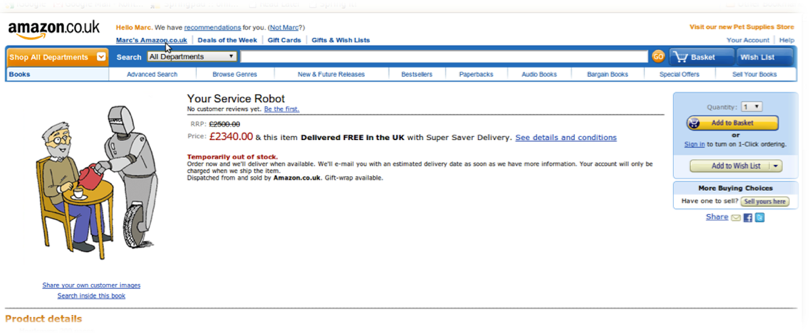 amazon.co.uk
Hello Marc. We have recommendations for you. (Not Marc?)
Visit our new Pet Supplies Store
Marc's Amazon.co.uk | Deals of the Week | Gift Cards | Gifts & Wish Lists
Your Account | Help
Shop All Departments Search All Departments Basket Wish List
Books Advanced Search Browse Genres New & Future Releases Bestsellers Paperbacks Audio Books Bargain Books Special Offers Sell Your Books
Your Service Robot
No customer reviews yet. Be the first.
RRP: £2500.00
Price: £2340.00 & this item Delivered FREE in the UK with Super Saver Delivery. See details and conditions
Temporarily out of stock.
Order now and we'll deliver when available. We'll e-mail you with an estimated delivery date as soon as we have more information. Your account will only be
charged when we ship the item.
Dispatched from and sold by Amazon.co.uk. Gift-wrap available.
Quantity: 1
Add to Basket
or
Sign in to turn on 1-Click ordering.
Add to Wish List
More Buying Choices
Have one to sell? Sell yours here
Share
Share your own customer images
Search inside this book
Product details